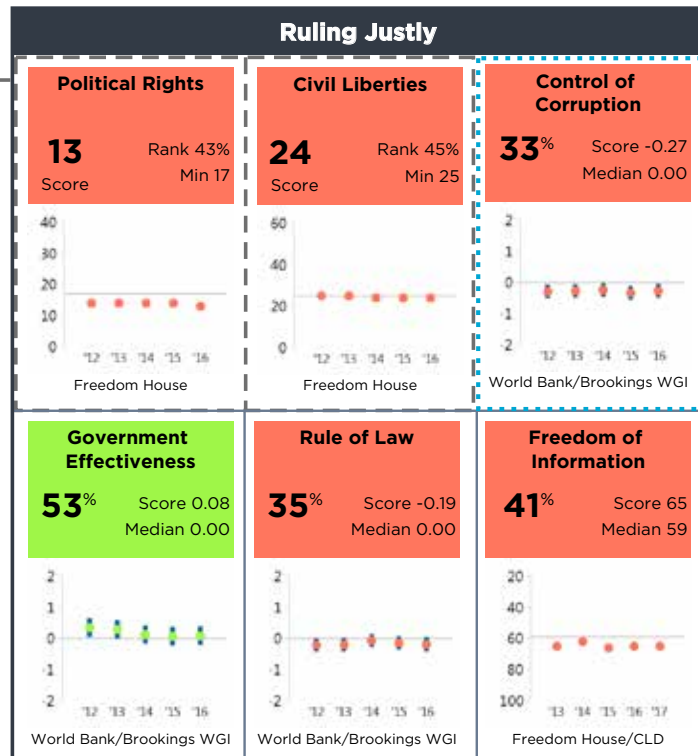 Ruling Justly
Political Rights
13
Score
Rank 43%
Min 17
40
30
20
10
0
'12 '13 '14 '15 '16
Freedom House
Civil Liberties
24
Score
Rank 45%
Min 25
60
40
20
0
'12 '13 '14 '15 '16
Freedom House
Control of
Corruption
33%
Score -0.27
Median 0.00
2
1
0
-1
-2
'12 '13 '14 '15 '16
World Bank/Brookings WGI
Government
Effectiveness
53%
Score 0.08
Median 0.00
2
1
0
-1
-2
'12 '13 '14 '15 '16
World Bank/Brookings WGI
Rule of Law
35%
Score -0.19
Median 0.00
2
1
0
-1
-2
'12 '13 '14 '15 '16
World Bank/Brookings WGI
Freedom of
Information
41%
Score 65
Median 59
20
40
60
80
100
'13 '14 '15 '16 '17
Freedom House/CLD